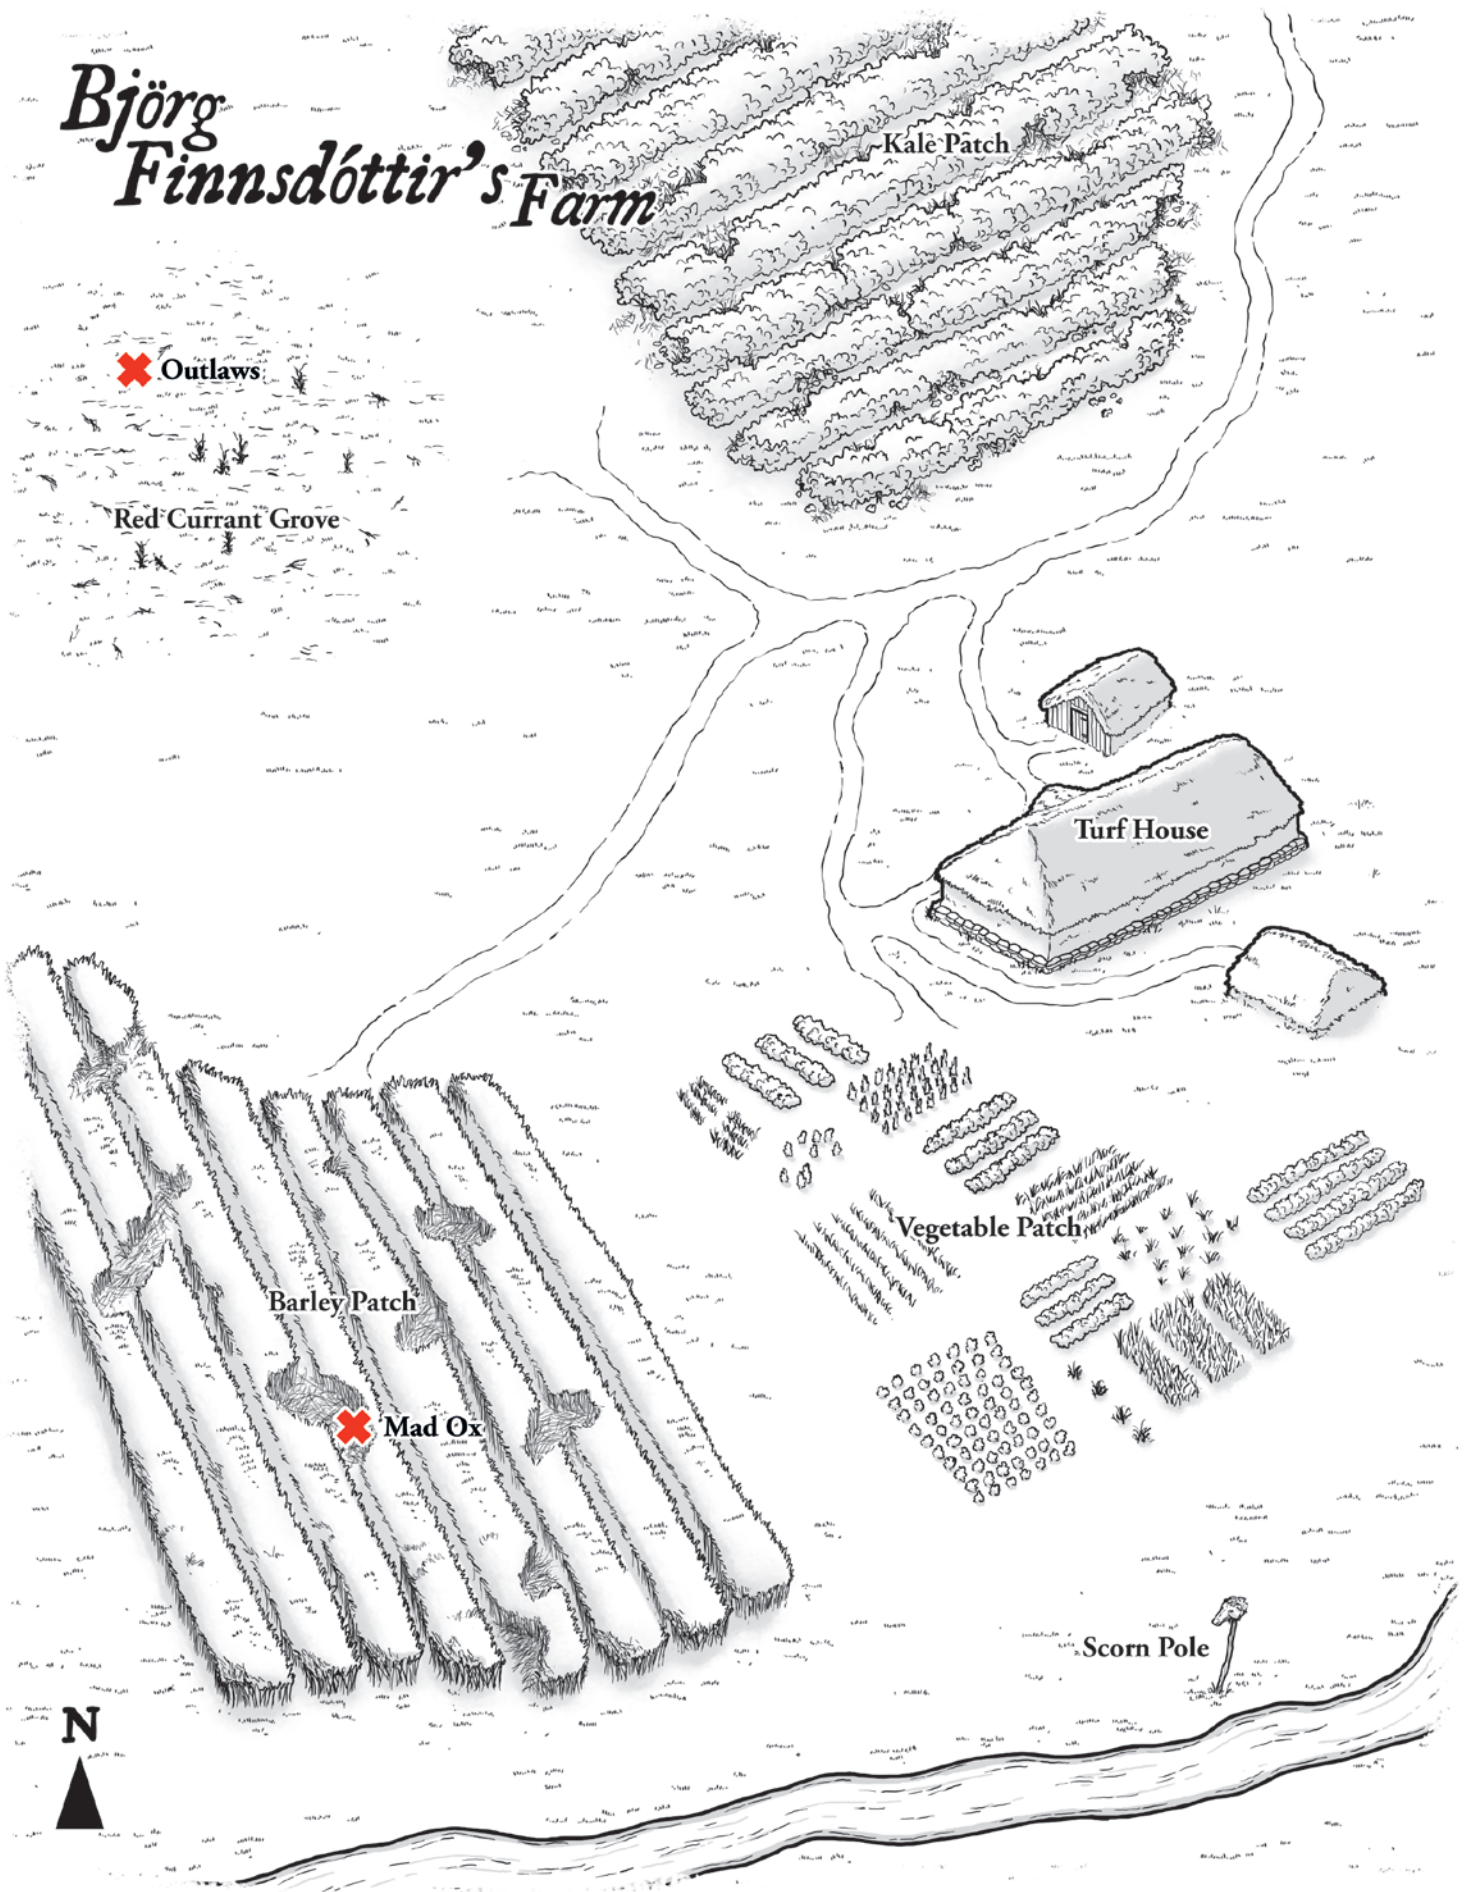 Björg
Finnsdóttir's Farm
Kale Patch
Outlaws
Red Currant Grove
Turf House
Vegetable Patch
Barley Patch
Mad Ox
Scorn Pole
N